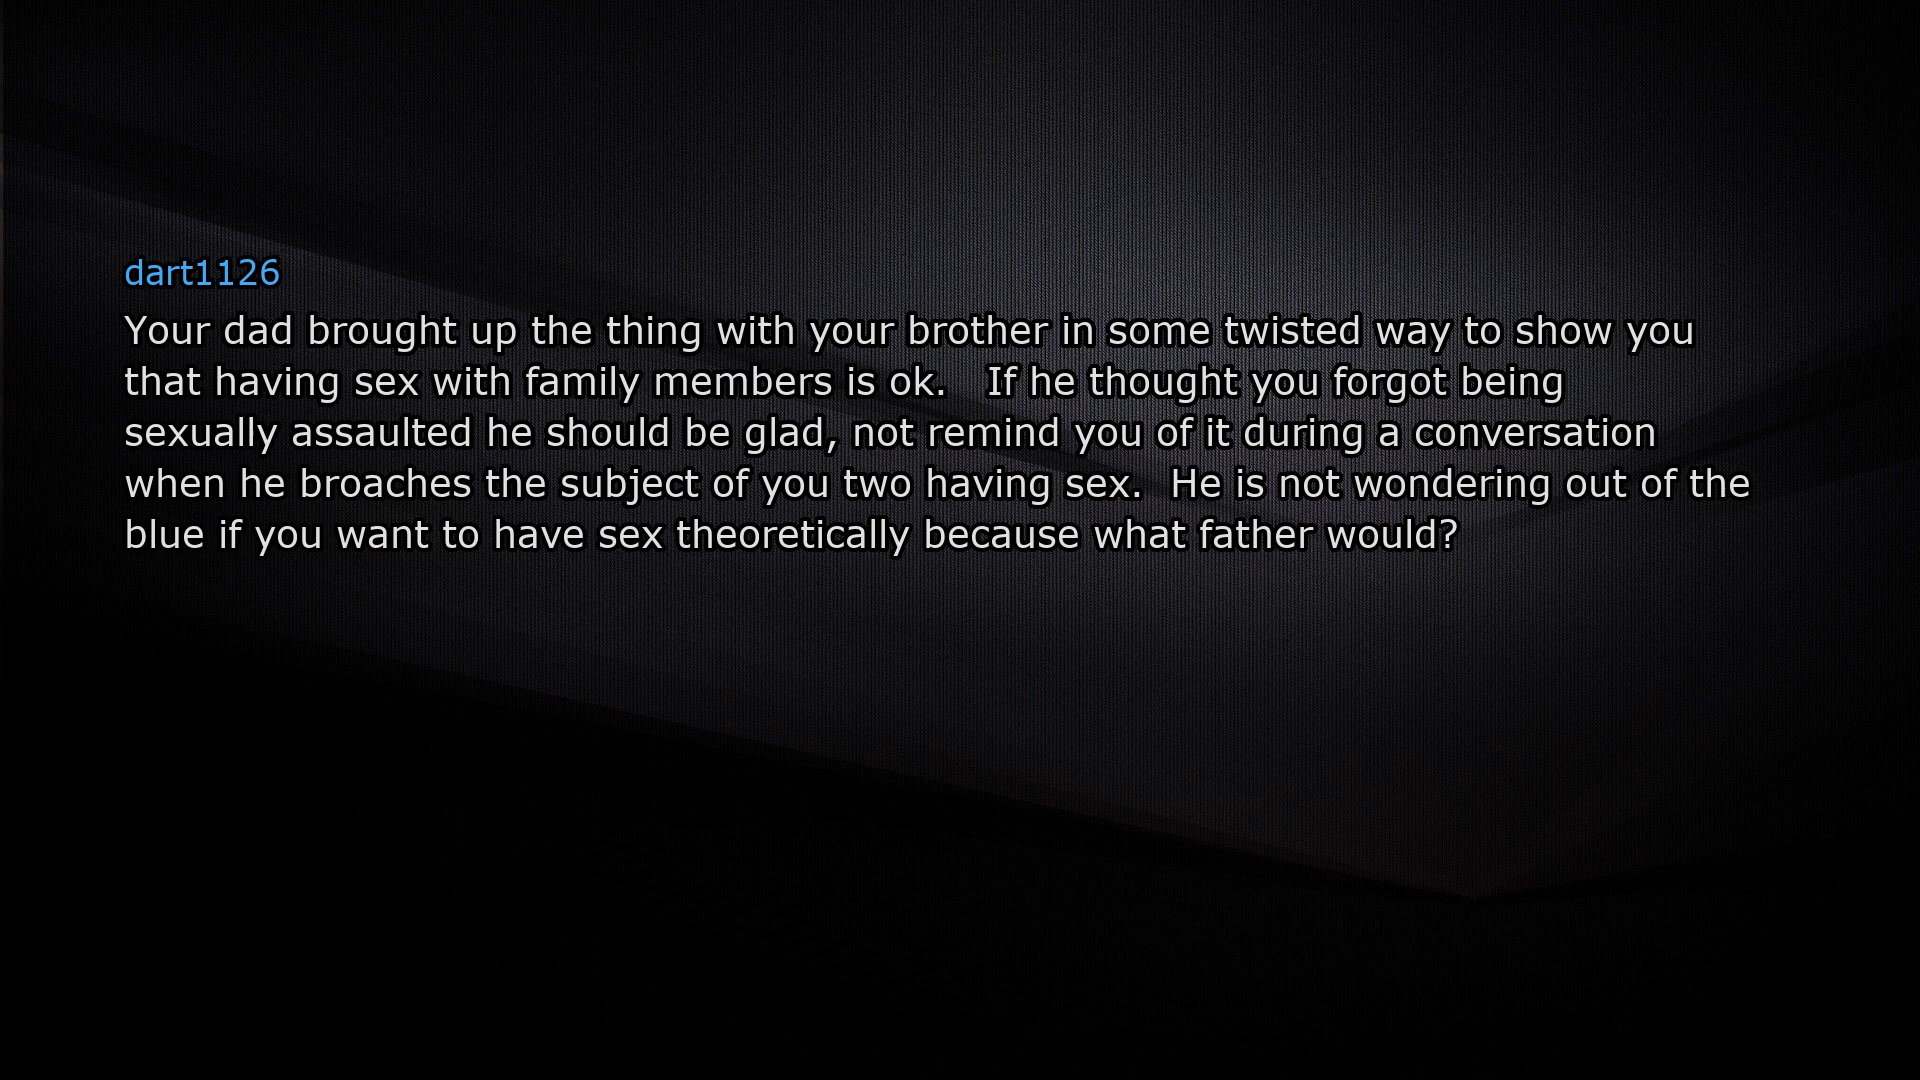 dart1126
Your dad brought up the thing with your brother in some twisted way to show you
that having sex with family members is ok.   If he thought you forgot being
sexually assaulted he should be glad, not remind you of it during a conversation
when he broaches the subject of you two having sex.  He is not wondering out of the
blue if you want to have sex theoretically because what father would?